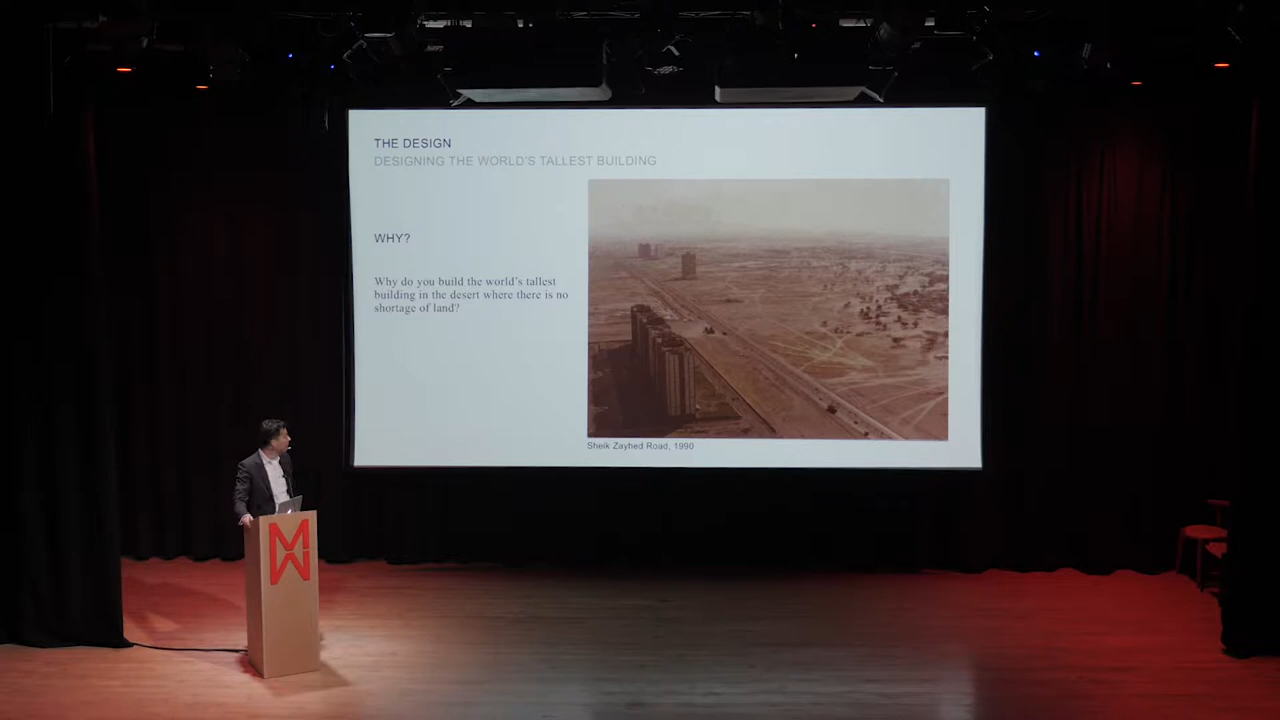 THE DESIGN
DESIGNING THE WORLD'S TALLEST BUILDING
WHY?
Why do you build the world's tallest
building in the desert where there is no
shortage of land?
Sheik Zayhed Road, 1990
MW